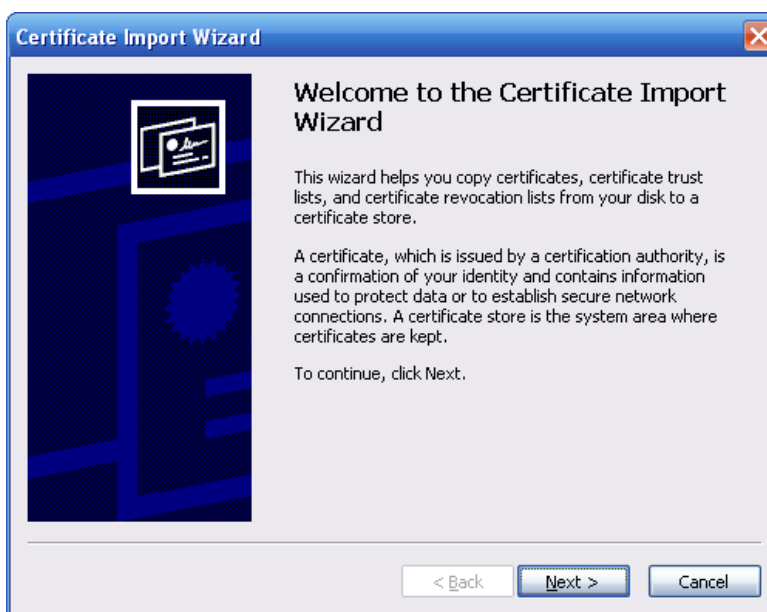 Certificate Import Wizard
Welcome to the Certificate Import
Wizard
This wizard helps you copy certificates, certificate trust
lists, and certificate revocation lists from your disk to a
certificate store.
A certificate, which is issued by a certification authority, is
a confirmation of your identity and contains information
used to protect data or to establish secure network
connections. A certificate store is the system area where
certificates are kept.
To continue, click Next.
< Back Next > Cancel